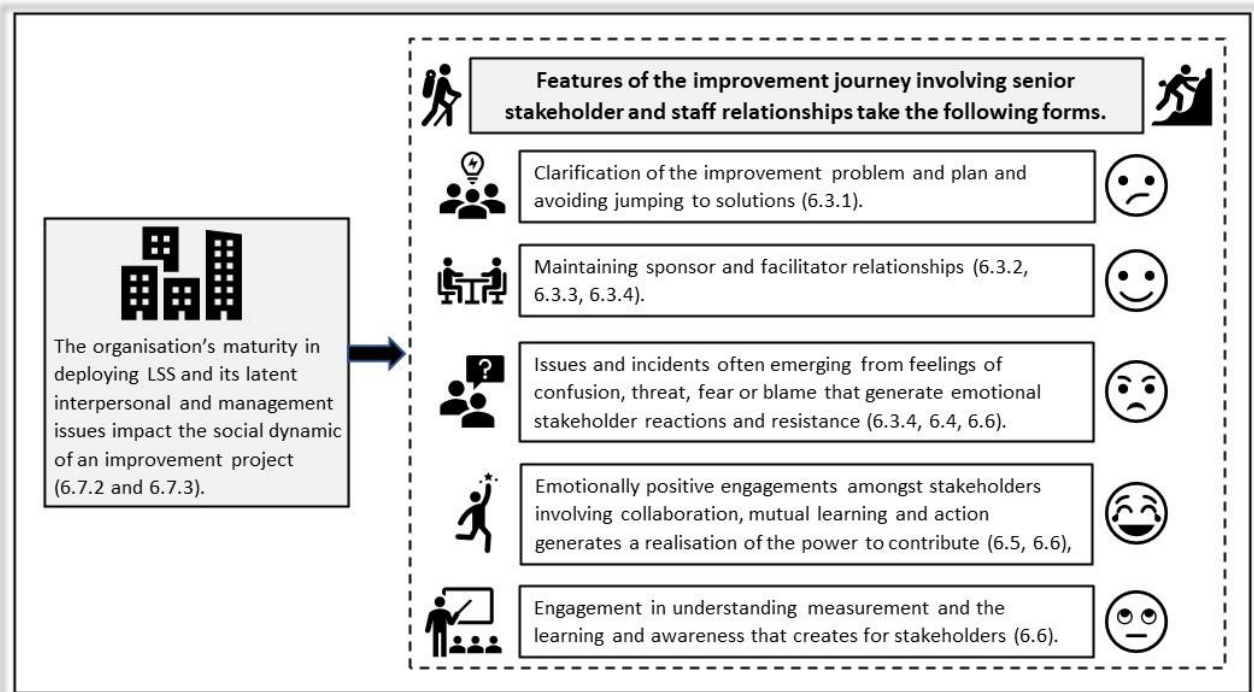 Features of the improvement journey involving senior
stakeholder and staff relationships take the following forms.
Clarification of the improvement problem and plan and
avoiding jumping to solutions (6.3.1).
Maintaining sponsor and facilitator relationships (6.3.2,
6.3.3, 6.3.4).
The organisation’s maturity in
deploying LSS and its latent
interpersonal and management
issues impact the social dynamic
of an improvement project
(6.7.2 and 6.7.3).
?
Issues and incidents often emerging from feelings of
confusion, threat, fear or blame that generate emotional
stakeholder reactions and resistance (6.3.4, 6.4, 6.6).
Emotionally positive engagements amongst stakeholders
involving collaboration, mutual learning and action
generates a realisation of the power to contribute (6.5, 6.6),
Engagement in understanding measurement and the
learning and awareness that creates for stakeholders (6.6).